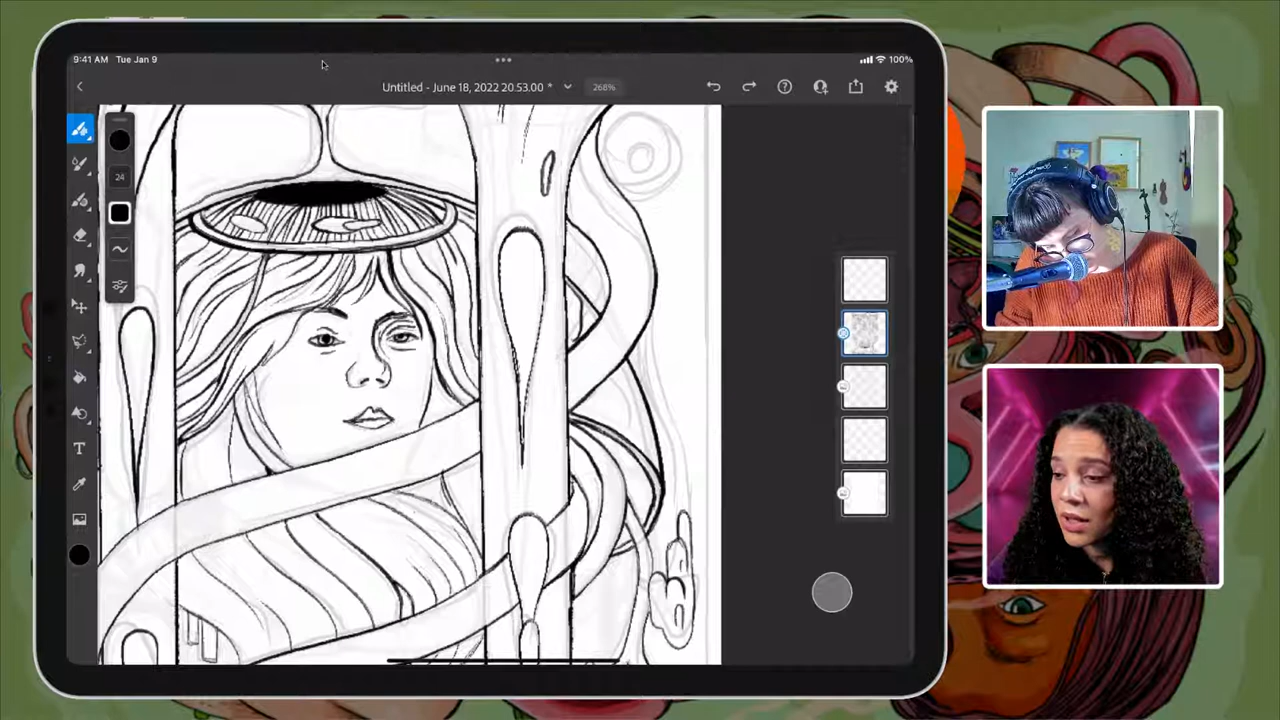 9:41 AM Tue Jan 9
100%
Untitled - June 18, 2022 20.53.00 *
268%
24
T